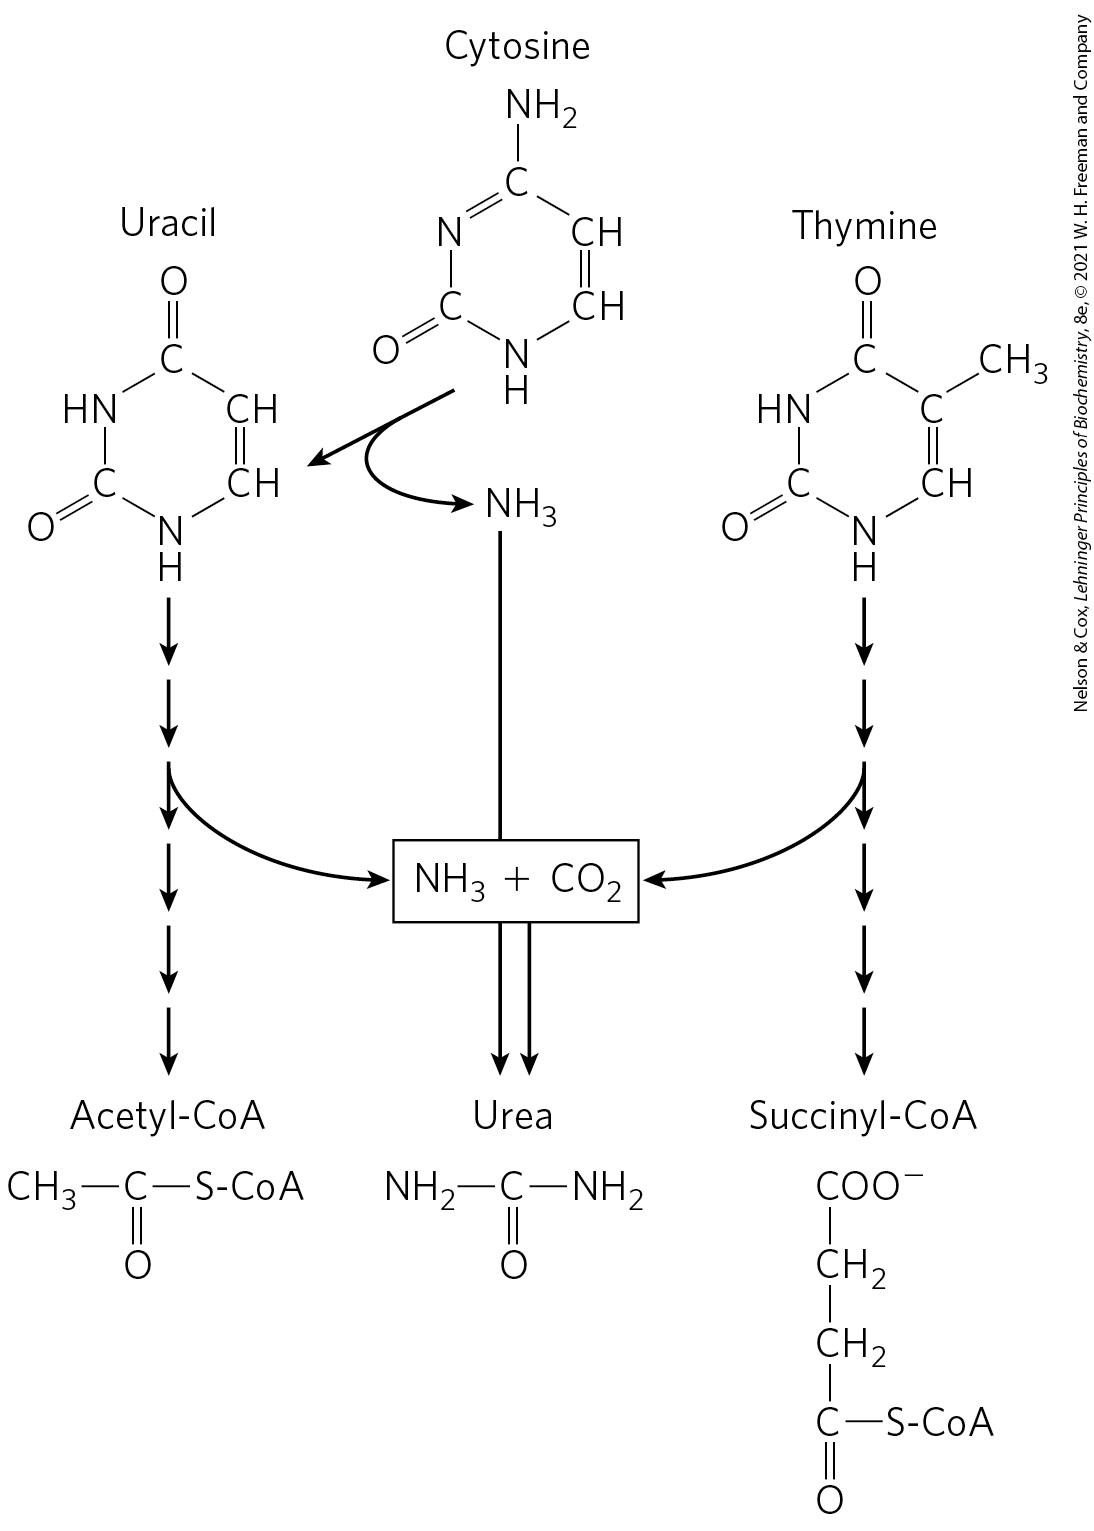 Cytosine
NH2
C
N
CH
C
CH
O
N
H
Uracil
O
C
HN
CH
C
CH
O
N
H
Thymine
O
C
CH3
HN
C
C
CH
O
N
H
NH3
NH3 + CO2
Acetyl-CoA
CH3—C—S-CoA
O
Urea
NH2—C—NH2
O
Succinyl-CoA
COO−
CH2
CH2
C—S-CoA
O
Nelson & Cox, Lehninger Principles of Biochemistry, 8e, © 2021 W. H. Freeman and Company